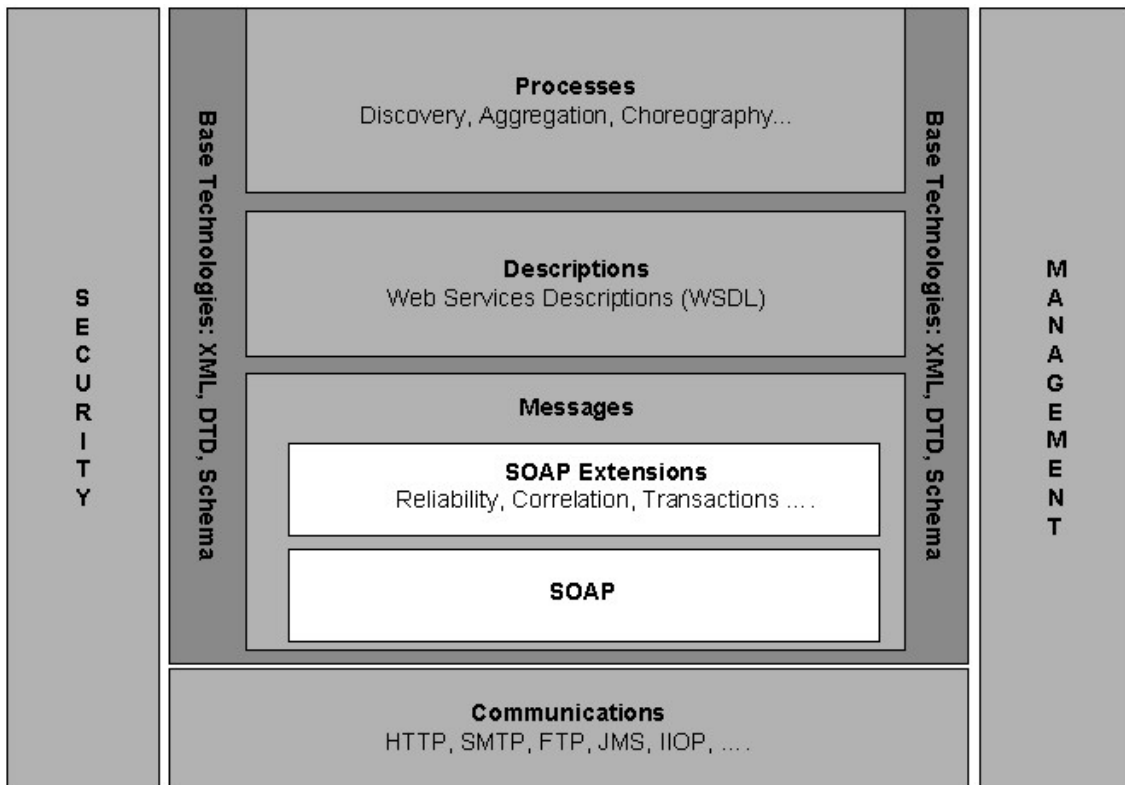 SECURITY
Base Technologies: XML, DTD, Schema
Processes
Discovery, Aggregation, Choreography...
Descriptions
Web Services Descriptions (WSDL)
Messages
SOAP Extensions
Reliability, Correlation, Transactions ... .
SOAP
Base Technologies: XML, DTD, Schema
MANAGEMENT
Communications
HTTP, SMTP, FTP, JMS, IIOP, ... .